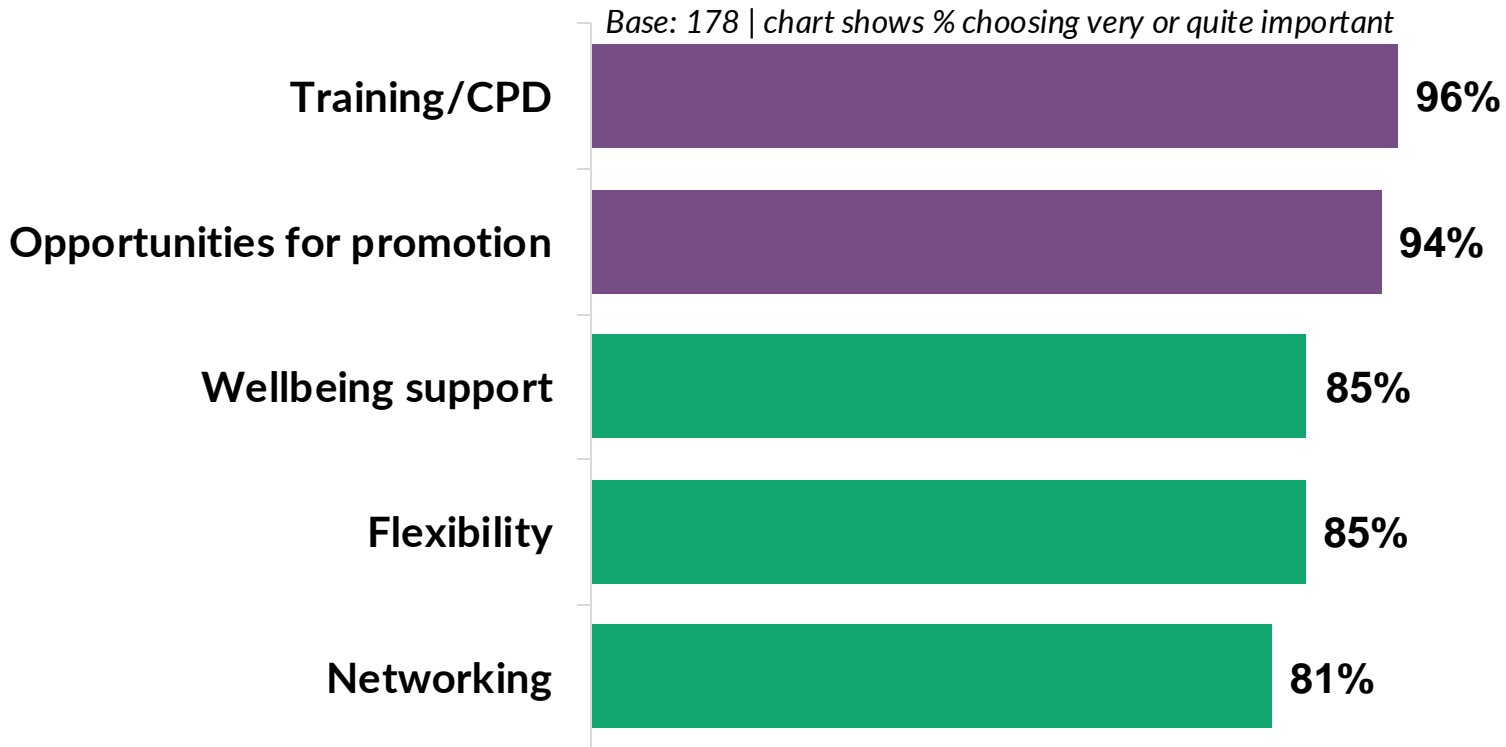 Base: 178 | chart shows % choosing very or quite important
Training/CPD 96%
Opportunities for promotion 94%
Wellbeing support 85%
Flexibility 85%
Networking 81%